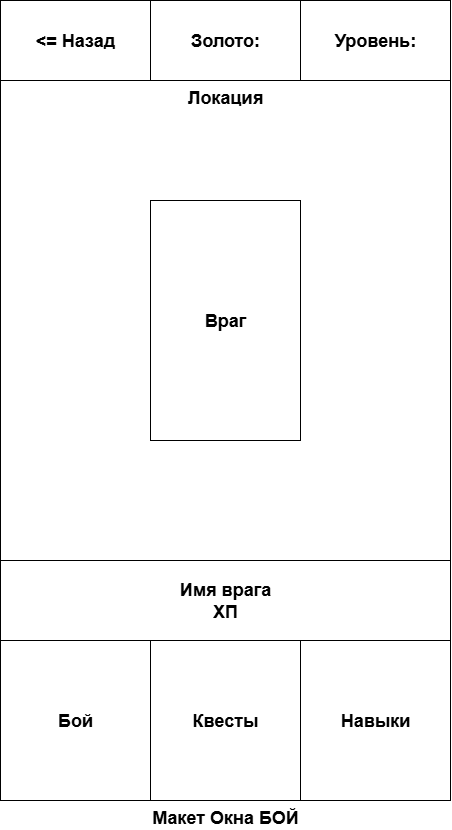 <= Назад
Золото:
Уровень:
Локация
Враг
Имя врага
ХП
Бой
Квесты
Навыки
Макет Окна БОЙ